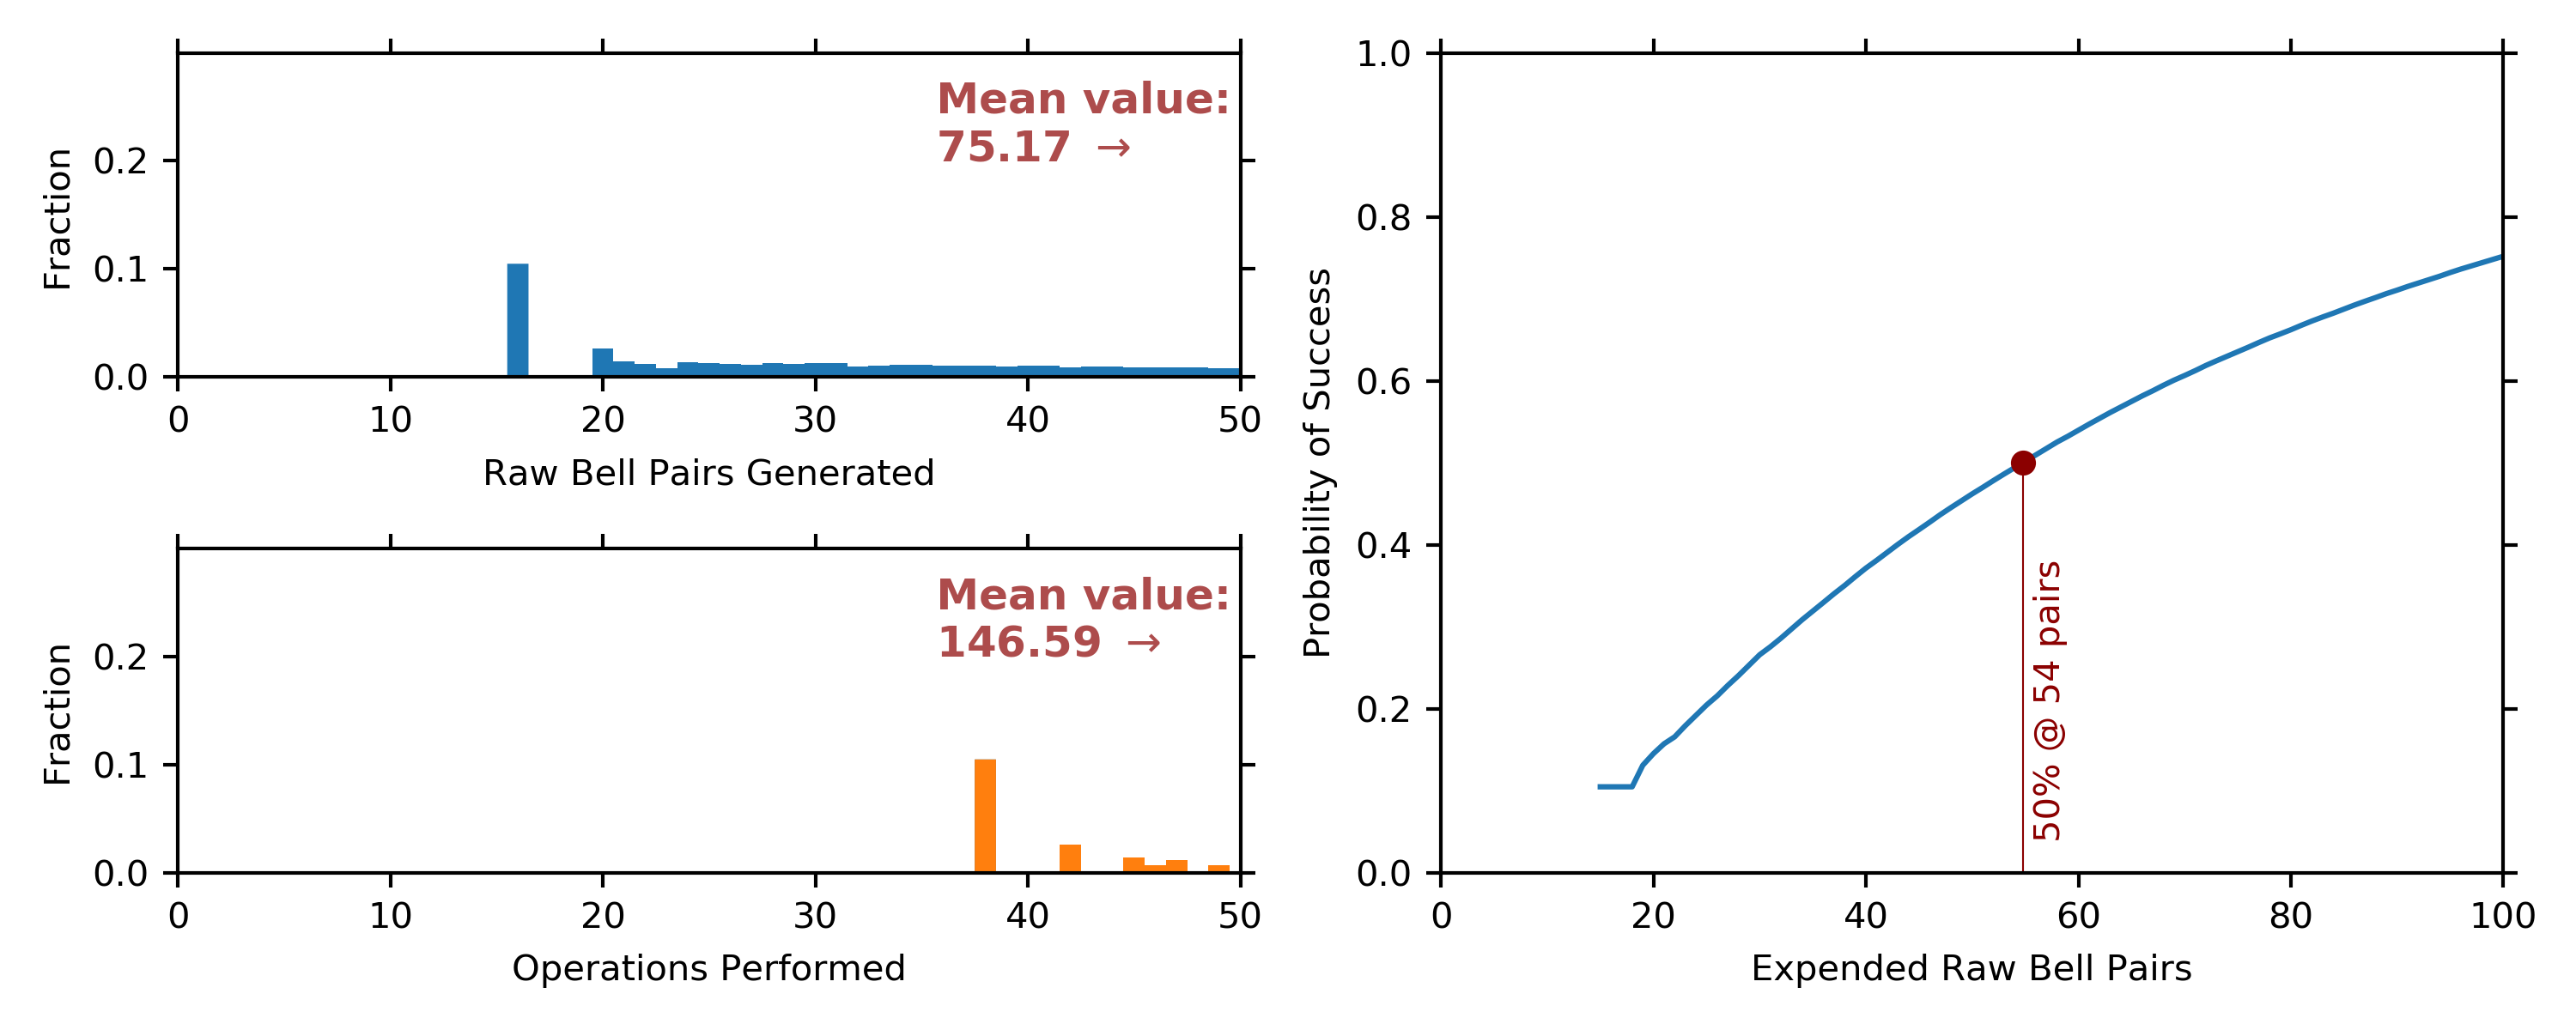 Mean value:
75.17 →
Fraction
0.2
0.1
0.0
0 10 20 30 40 50
Raw Bell Pairs Generated
Mean value:
146.59 →
Fraction
0.2
0.1
0.0
0 10 20 30 40 50
Operations Performed
Probability of Success
1.0
0.8
0.6
0.4
0.2
0.0
50% @ 54 pairs
0 20 40 60 80 100
Expended Raw Bell Pairs